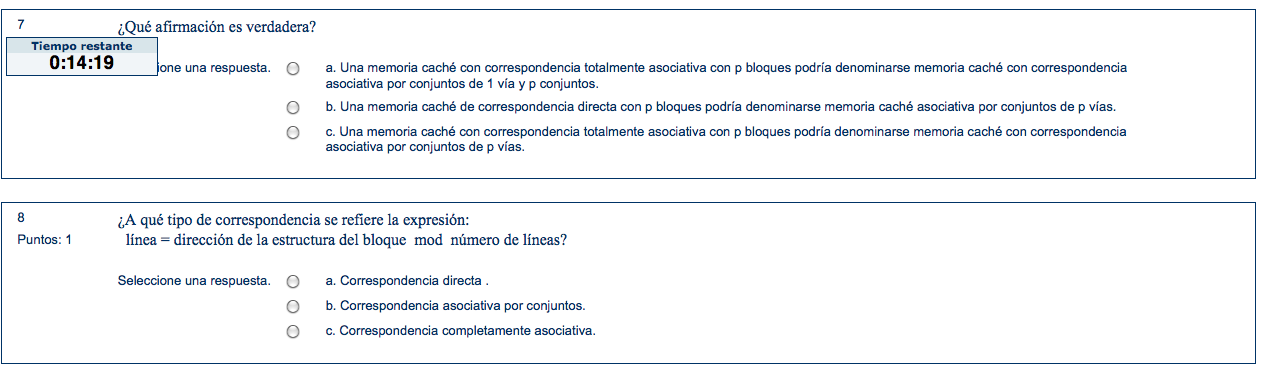 7
¿Qué afirmación es verdadera?
Tiempo restante
0:14:19
ione una respuesta.
a. Una memoria caché con correspondencia totalmente asociativa con p bloques podría denominarse memoria caché con correspondencia
asociativa por conjuntos de 1 vía y p conjuntos.
b. Una memoria caché de correspondencia directa con p bloques podría denominarse memoria caché asociativa por conjuntos de p vías.
c. Una memoria caché con correspondencia totalmente asociativa con p bloques podría denominarse memoria caché con correspondencia
asociativa por conjuntos de p vías.
8
¿A qué tipo de correspondencia se refiere la expresión:
Puntos: 1
línea = dirección de la estructura del bloque mod número de líneas?
Seleccione una respuesta.
a. Correspondencia directa .
b. Correspondencia asociativa por conjuntos.
c. Correspondencia completamente asociativa.